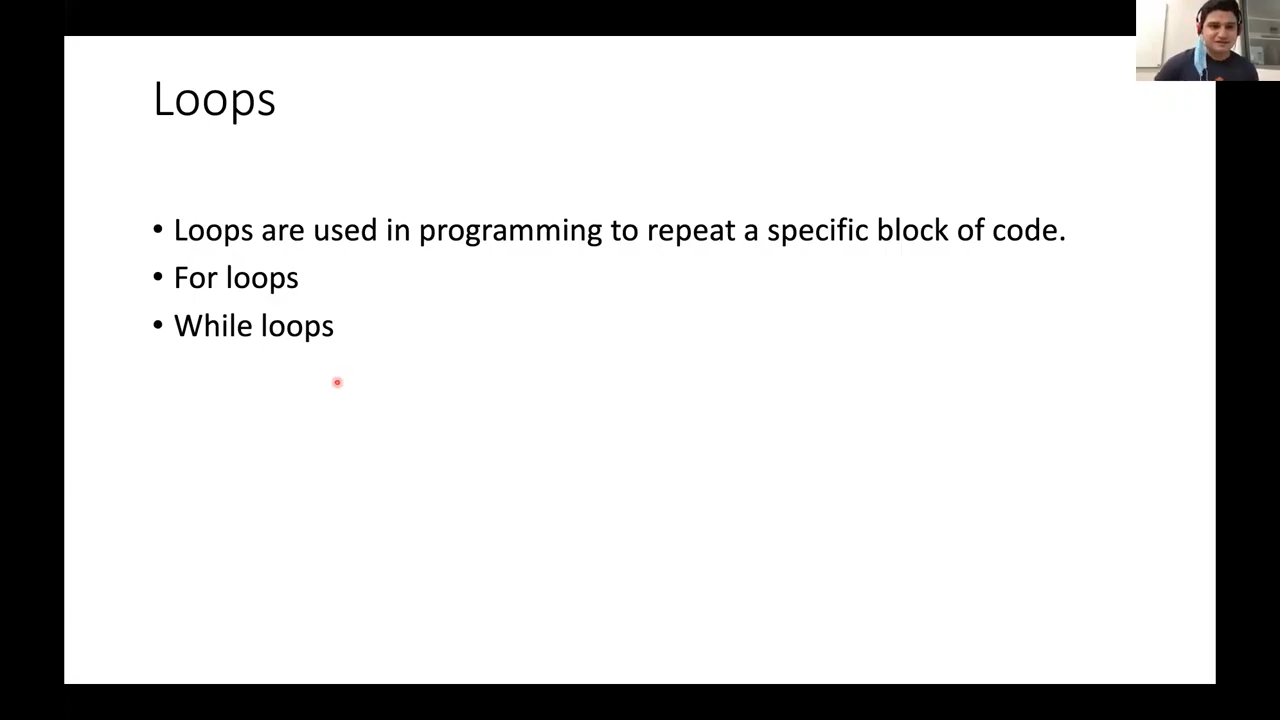 Loops
• Loops are used in programming to repeat a specific block of code.
• For loops
• While loops